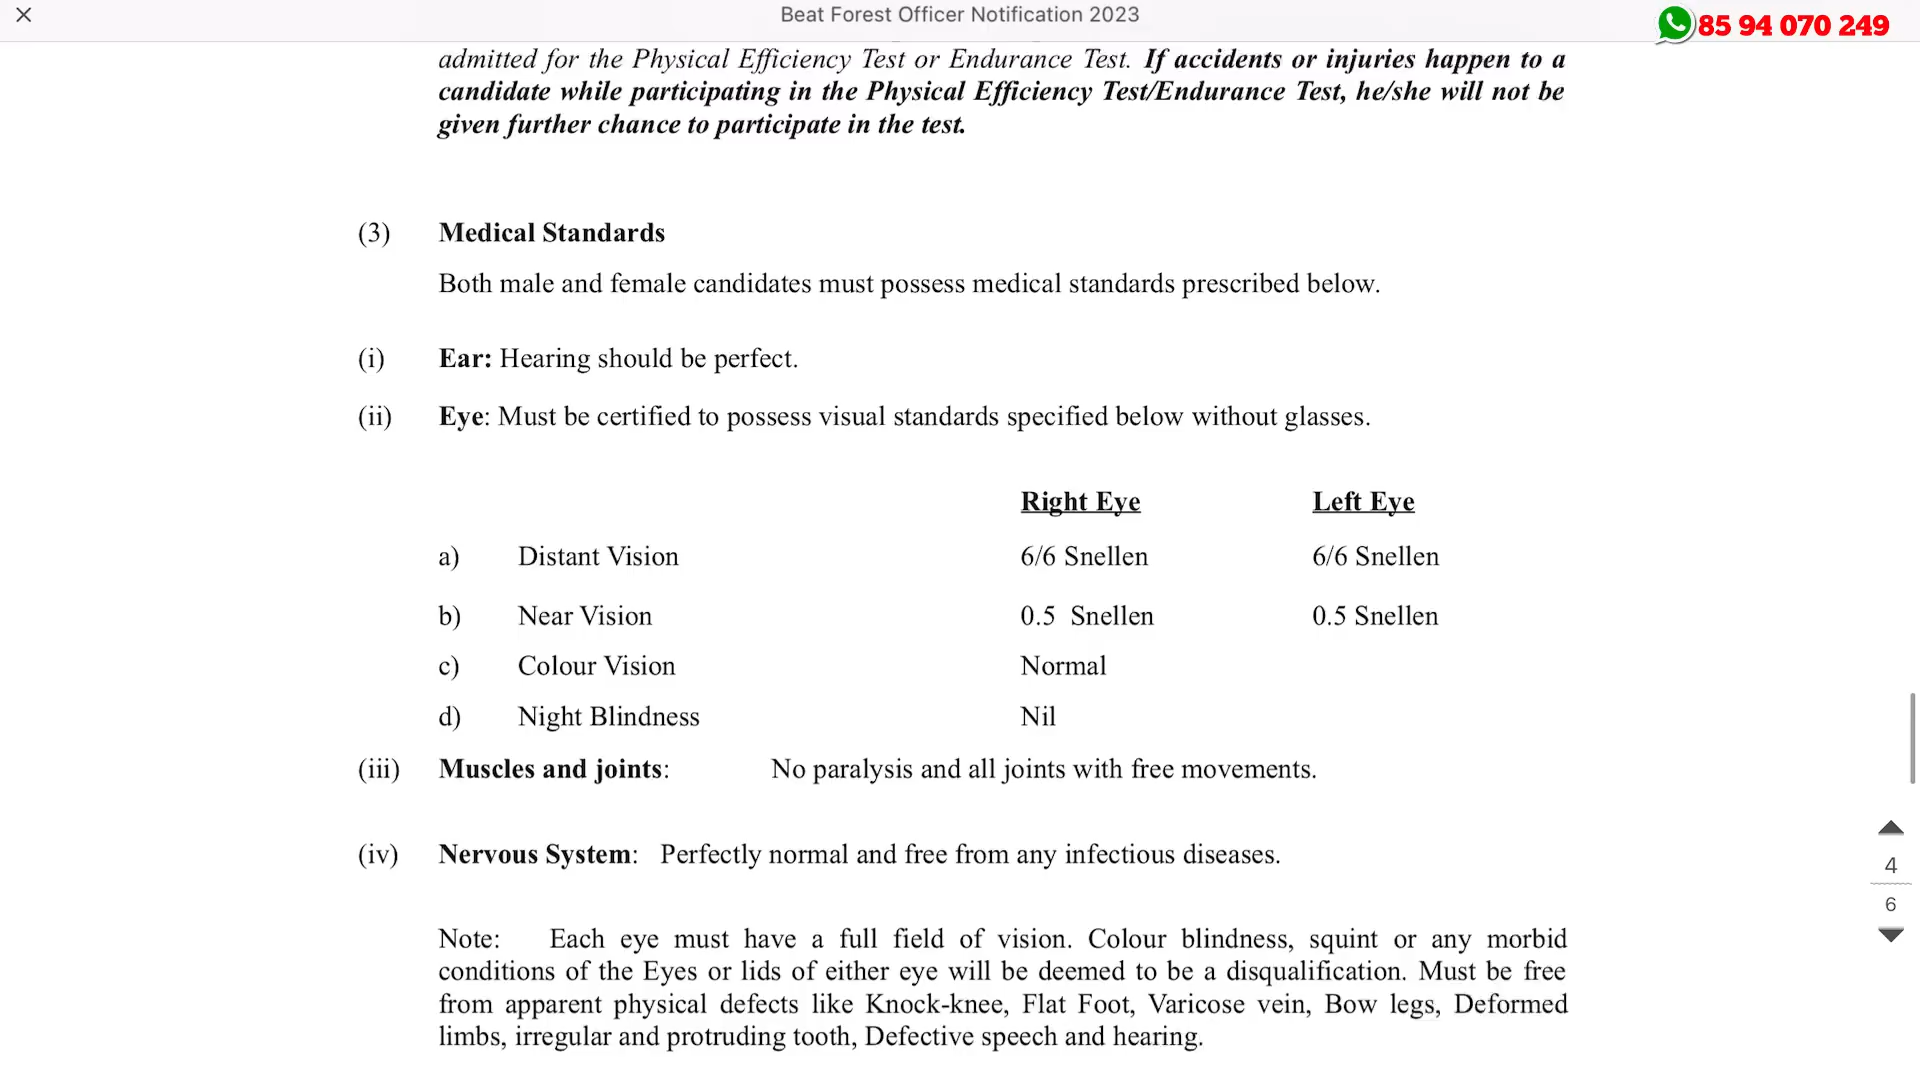 Beat Forest Officer Notification 2023
85 94 070 249
admitted for the Physical Efficiency Test or Endurance Test. If accidents or injuries happen to a
candidate while participating in the Physical Efficiency Test/Endurance Test, he/she will not be
given further chance to participate in the test.
(3) Medical Standards
Both male and female candidates must possess medical standards prescribed below.
(i) Ear: Hearing should be perfect.
(ii) Eye: Must be certified to possess visual standards specified below without glasses.
Right Eye Left Eye
a) Distant Vision 6/6 Snellen 6/6 Snellen
b) Near Vision 0.5 Snellen 0.5 Snellen
c) Colour Vision Normal
d) Night Blindness Nil
(iii) Muscles and joints: No paralysis and all joints with free movements.
(iv) Nervous System: Perfectly normal and free from any infectious diseases.
Note: Each eye must have a full field of vision. Colour blindness, squint or any morbid
conditions of the Eyes or lids of either eye will be deemed to be a disqualification. Must be free
from apparent physical defects like Knock-knee, Flat Foot, Varicose vein, Bow legs, Deformed
limbs, irregular and protruding tooth, Defective speech and hearing.
4
6